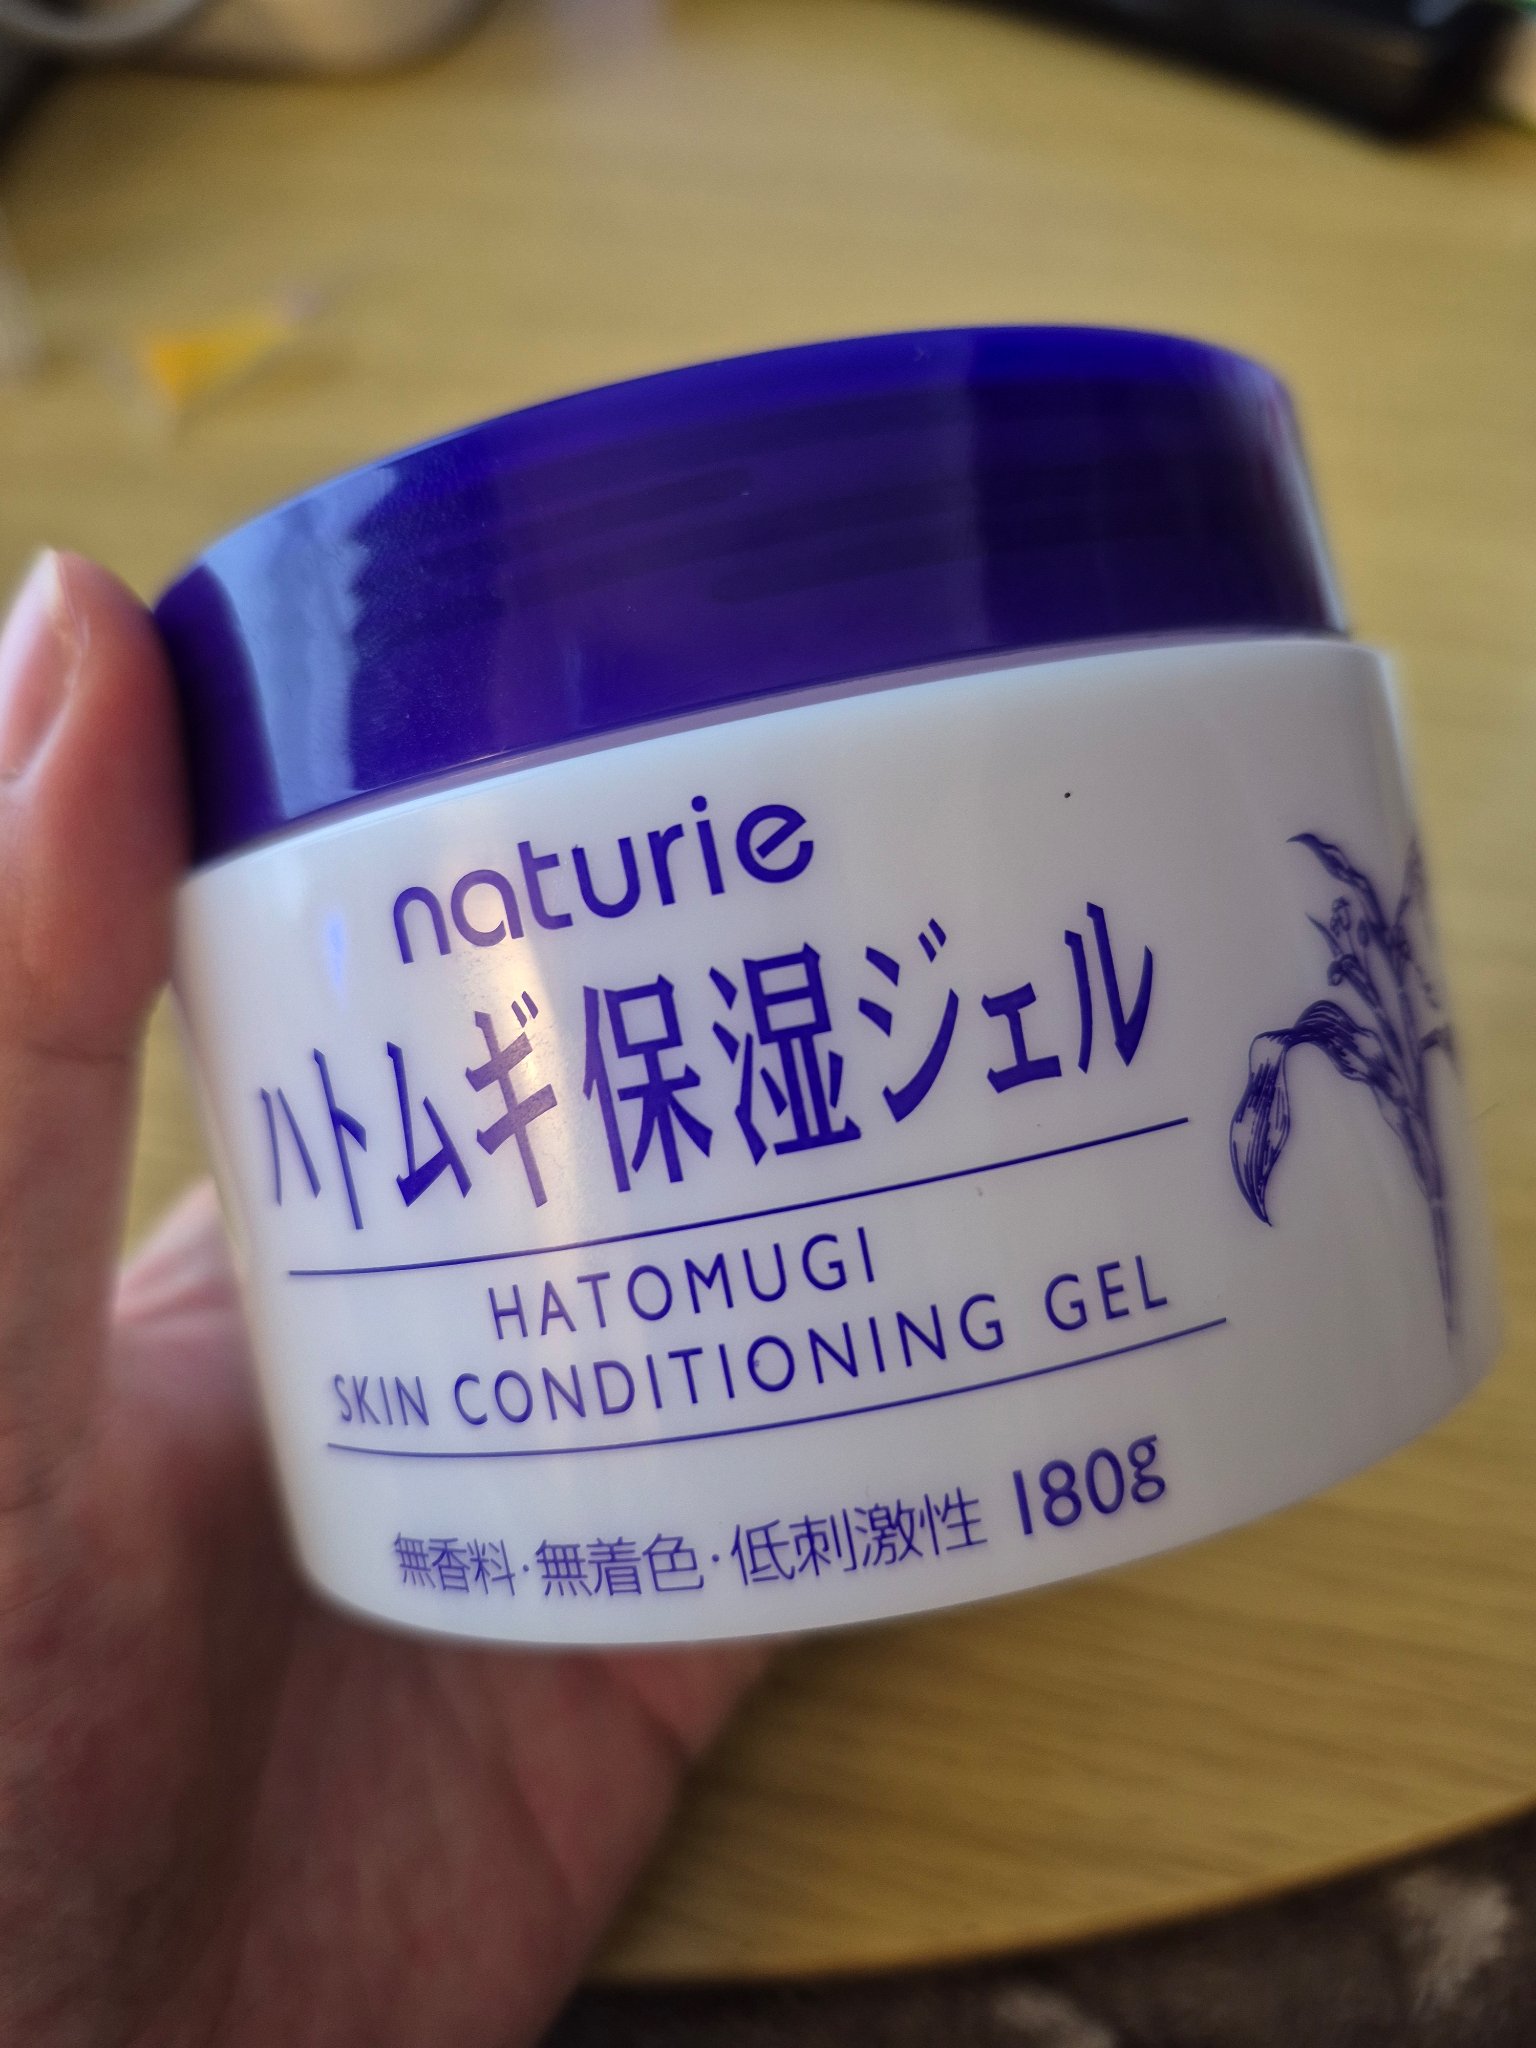 naturie
ハトムギ保湿ジェル
HATOMUGI
SKIN CONDITIONING GEL
無香料・無着色・低刺激性 180g